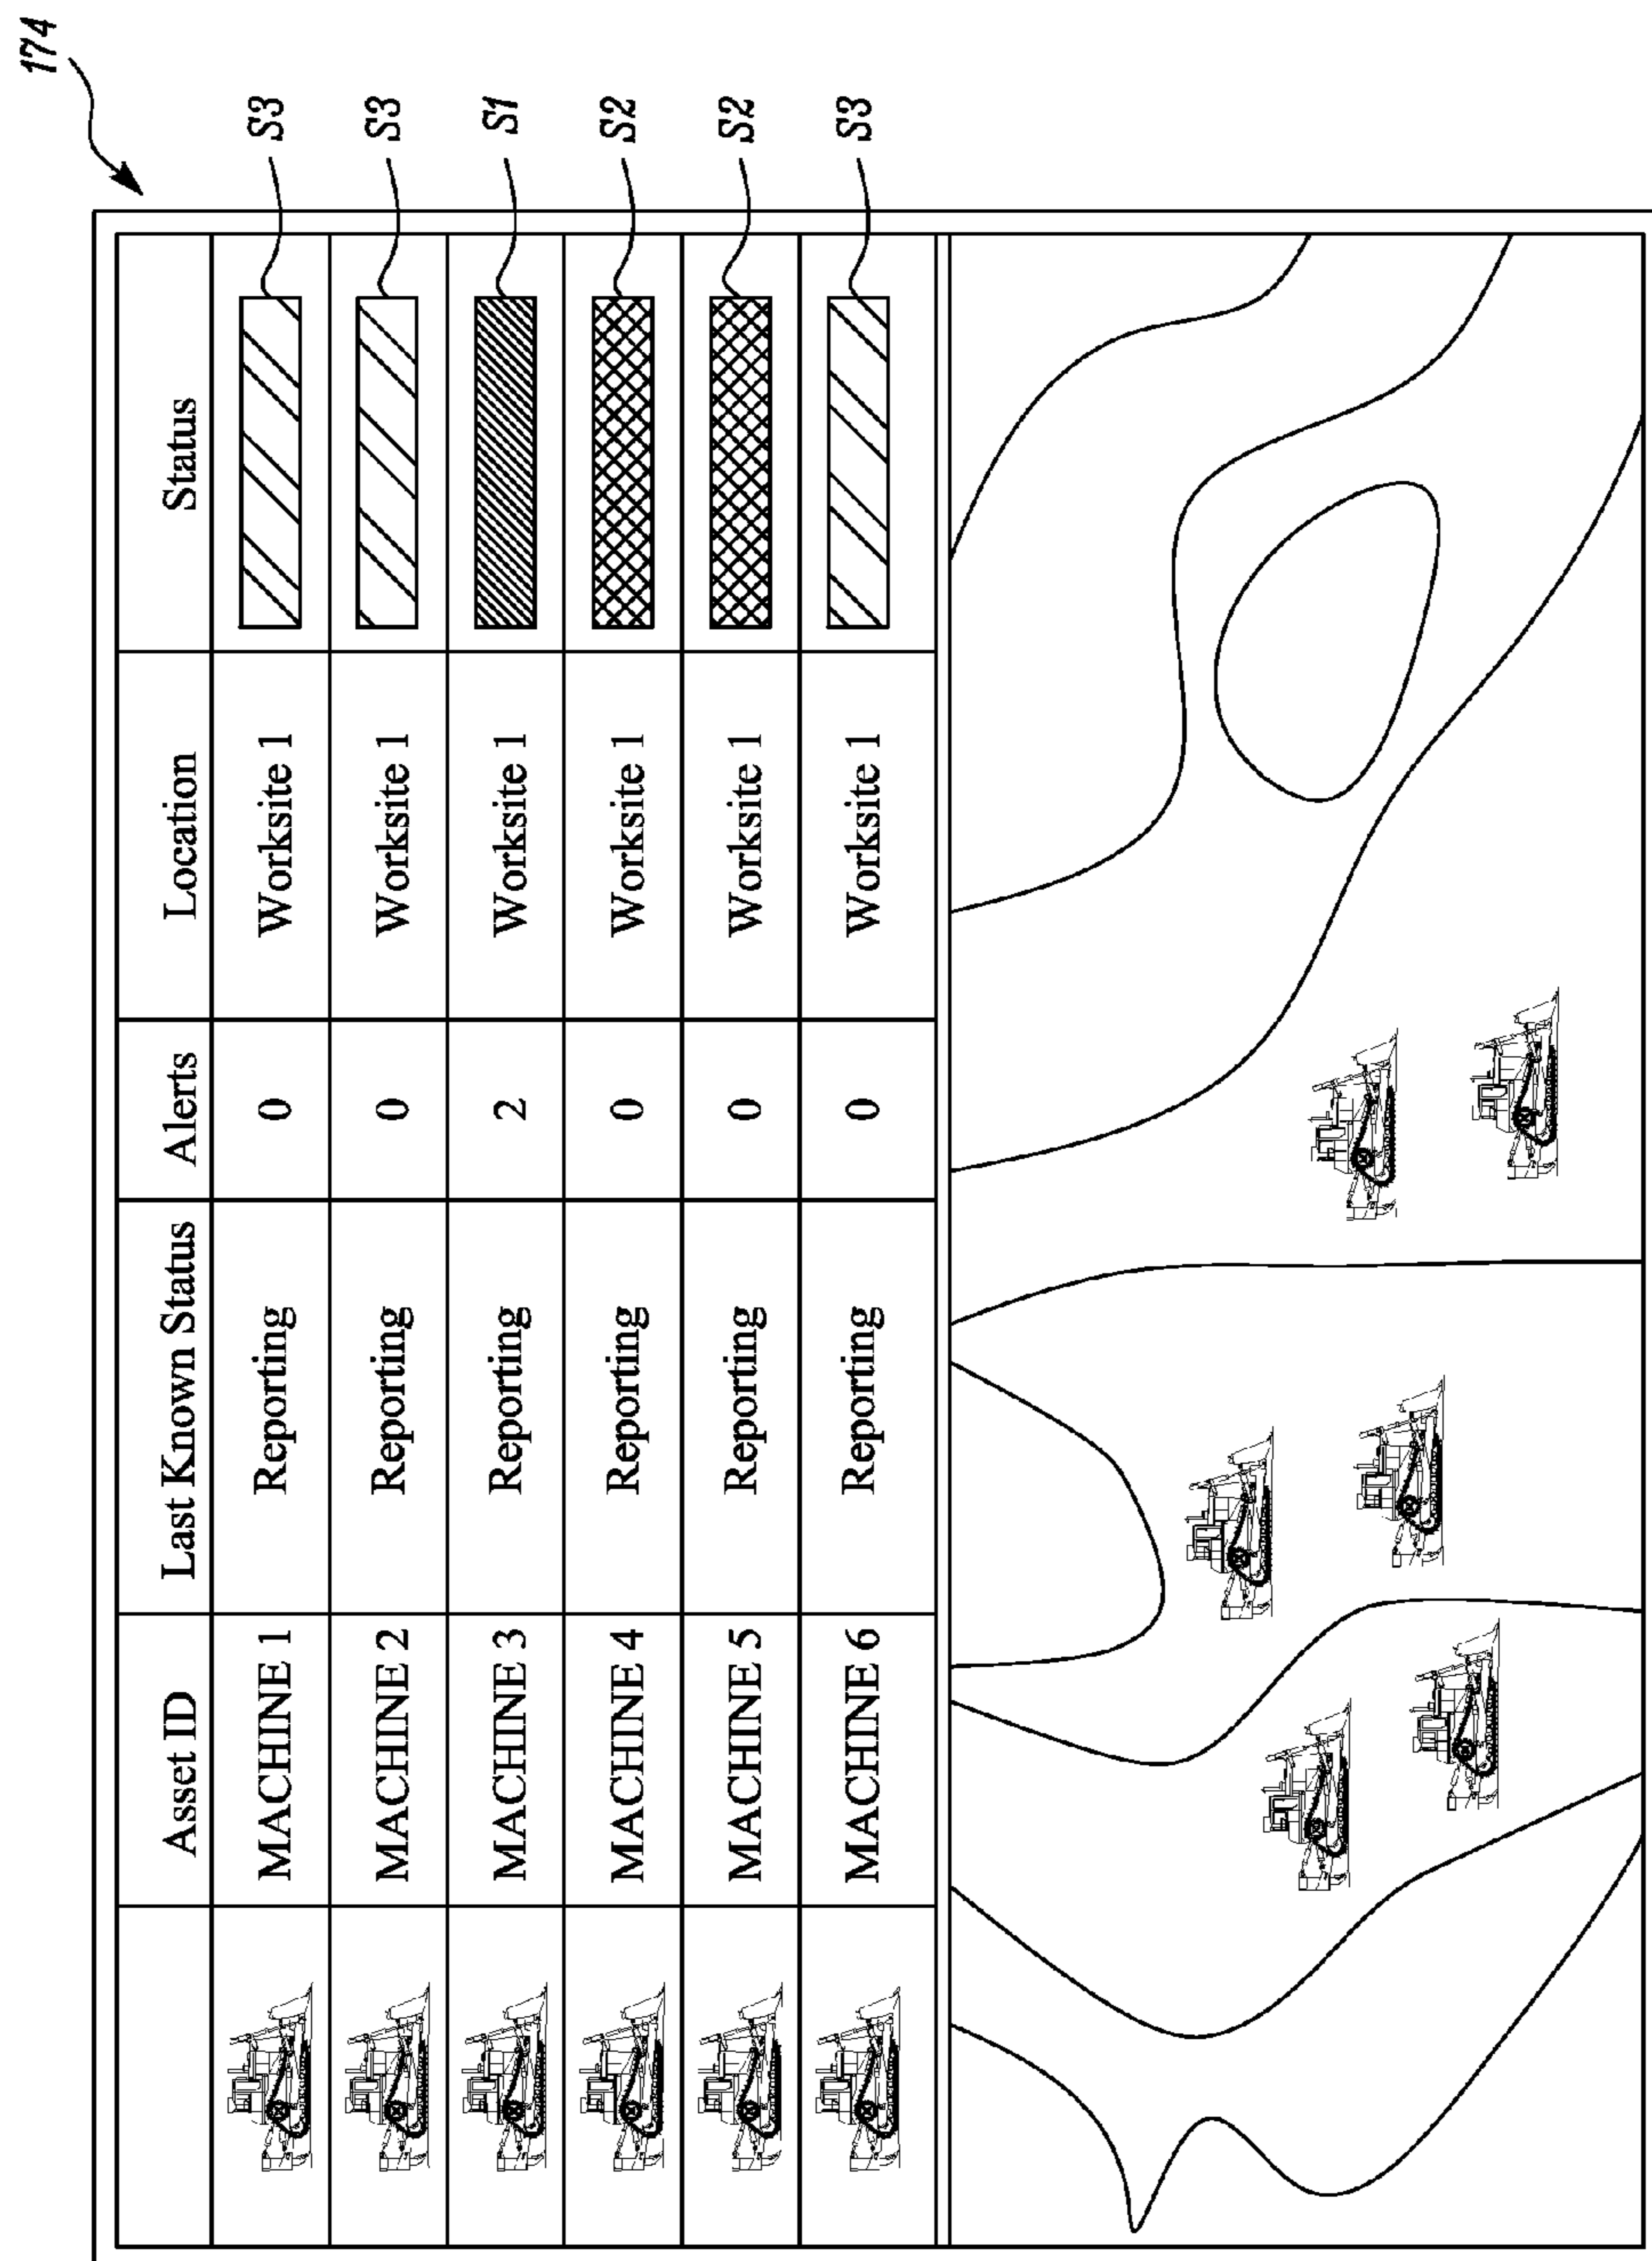 174
Asset ID Last Known Status Alerts Location Status
MACHINE 1 Reporting 0 Worksite 1 S3
MACHINE 2 Reporting 0 Worksite 1 S3
MACHINE 3 Reporting 2 Worksite 1 S1
MACHINE 4 Reporting 0 Worksite 1 S2
MACHINE 5 Reporting 0 Worksite 1 S2
MACHINE 6 Reporting 0 Worksite 1 S3